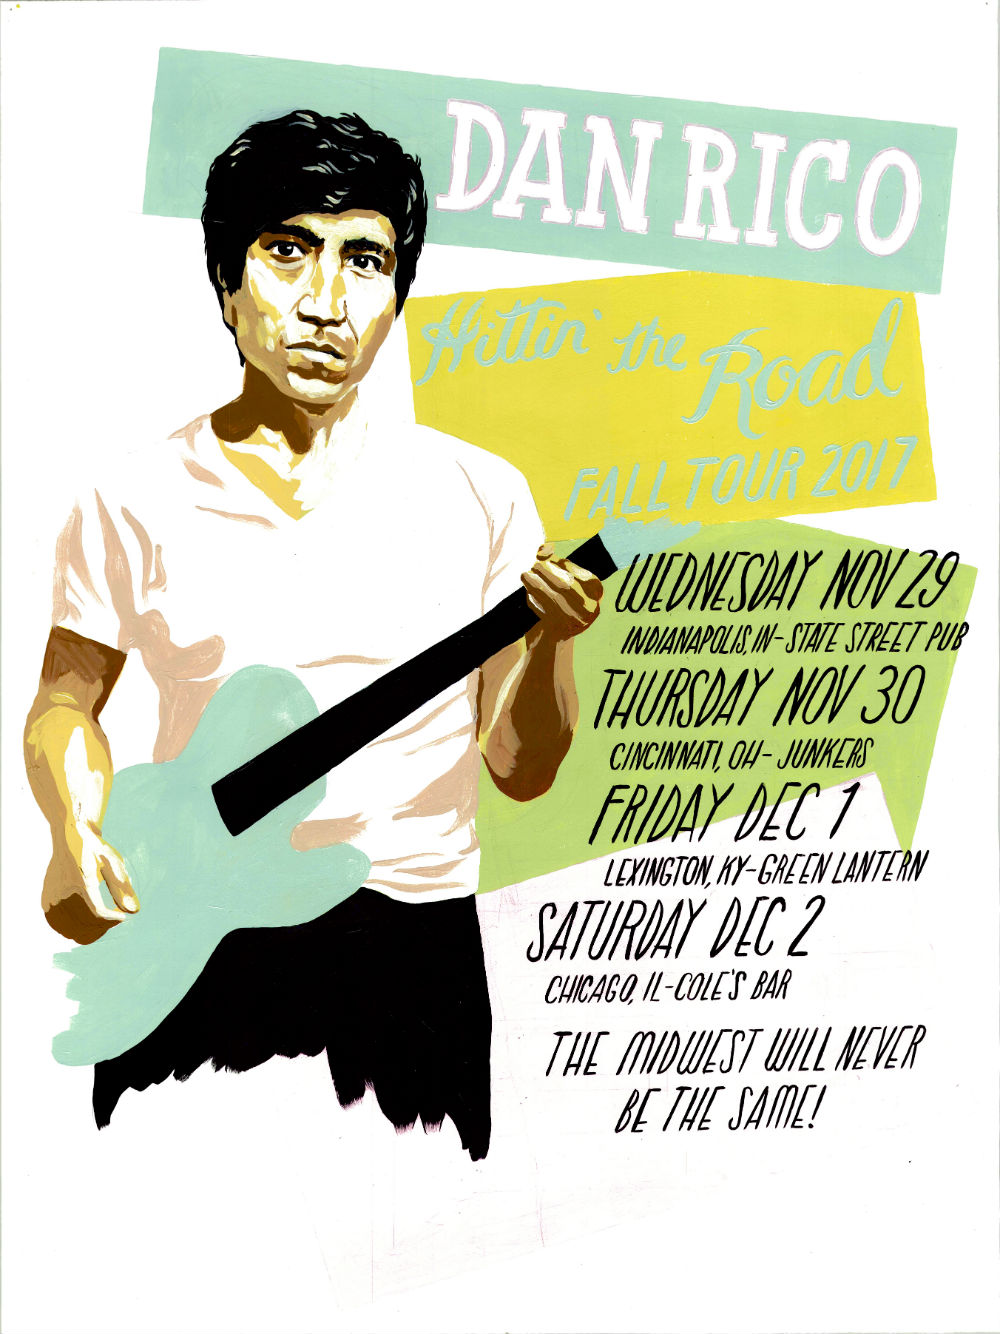 DAN RICO
Hittin' the Road
FALL TOUR 2017
WEDNESDAY NOV 29
INDIANAPOLIS, IN - STATE STREET PUB
THURSDAY NOV 30
CINCINNATI, OH - JUNKERS
FRIDAY DEC 1
LEXINGTON, KY - GREEN LANTERN
SATURDAY DEC 2
CHICAGO, IL - COLE'S BAR
THE MIDWEST WILL NEVER
BE THE SAME!